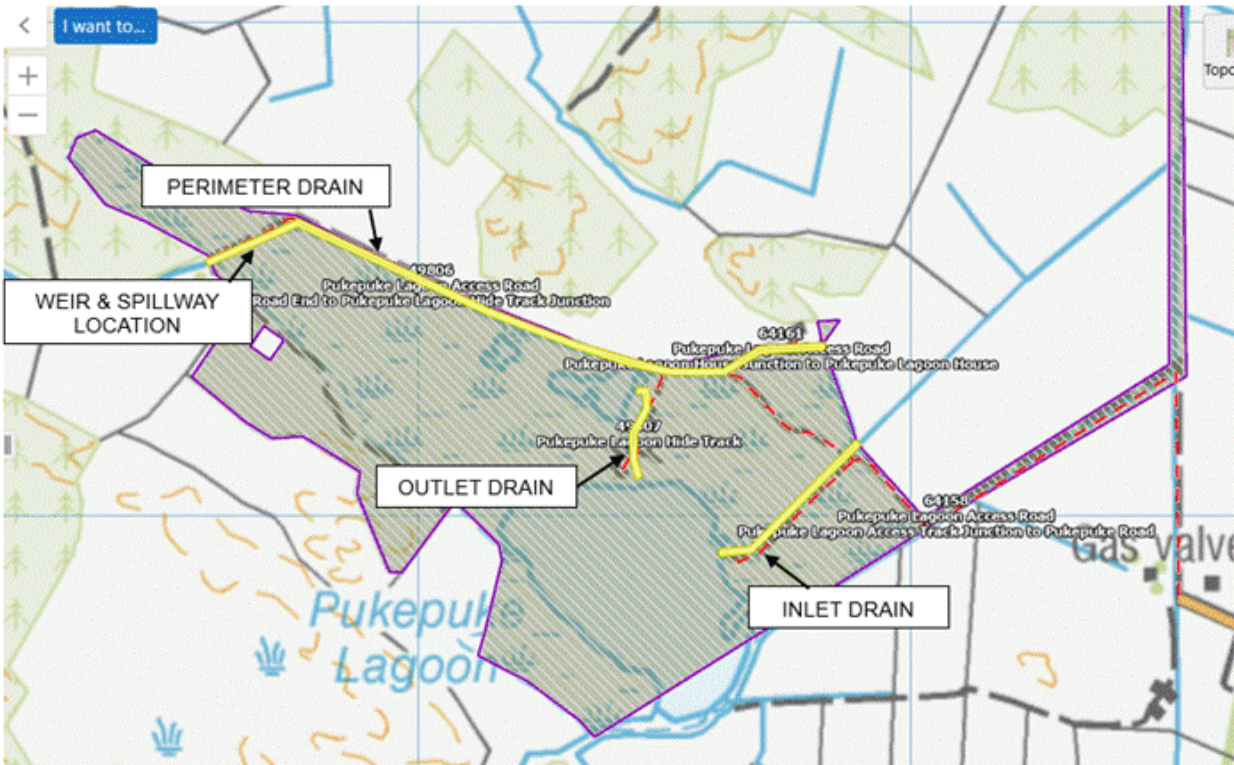 I want to...
Topo
PERIMETER DRAIN
49806
Pukepuke Lagoon Access Road
Road End to Pukepuke Lagoon Hide Track Junction
WEIR & SPILLWAY
LOCATION
64161
Pukepuke Lagoon Access Road
Pukepuke Lagoon House Junction to Pukepuke Lagoon House
Pukepuke Lagoon Hide Track
OUTLET DRAIN
64158
Pukepuke Lagoon Access Road
Pukepuke Lagoon Access Track Junction to Pukepuke Road
Gas valve
INLET DRAIN
Pukepuke
Lagoon